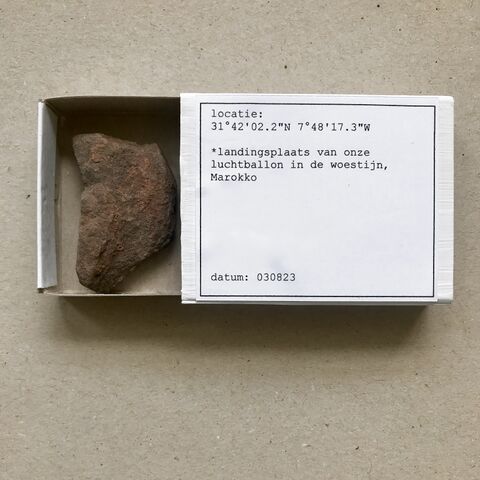 locatie:
31°42'02.2"N 7°48'17.3"W
*landingsplaats van onze
luchtballon in de woestijn,
Marokko
datum: 030823